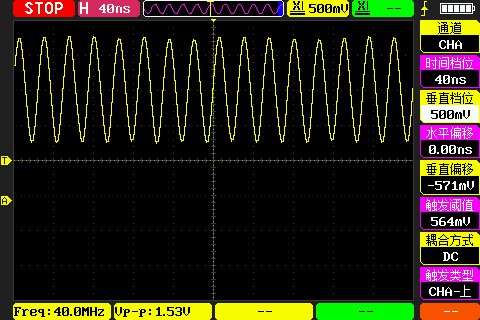 STOP
H 40ns
X1 500mV
X1 --
通道
CHA
时间档位
40ns
垂直档位
500mV
水平偏移
0.00ns
垂直偏移
-571mV
触发阈值
564mV
耦合方式
DC
触发类型
CHA-上
T
A
Freq:40.0MHz
Vp-p:1.53V
--
--
--